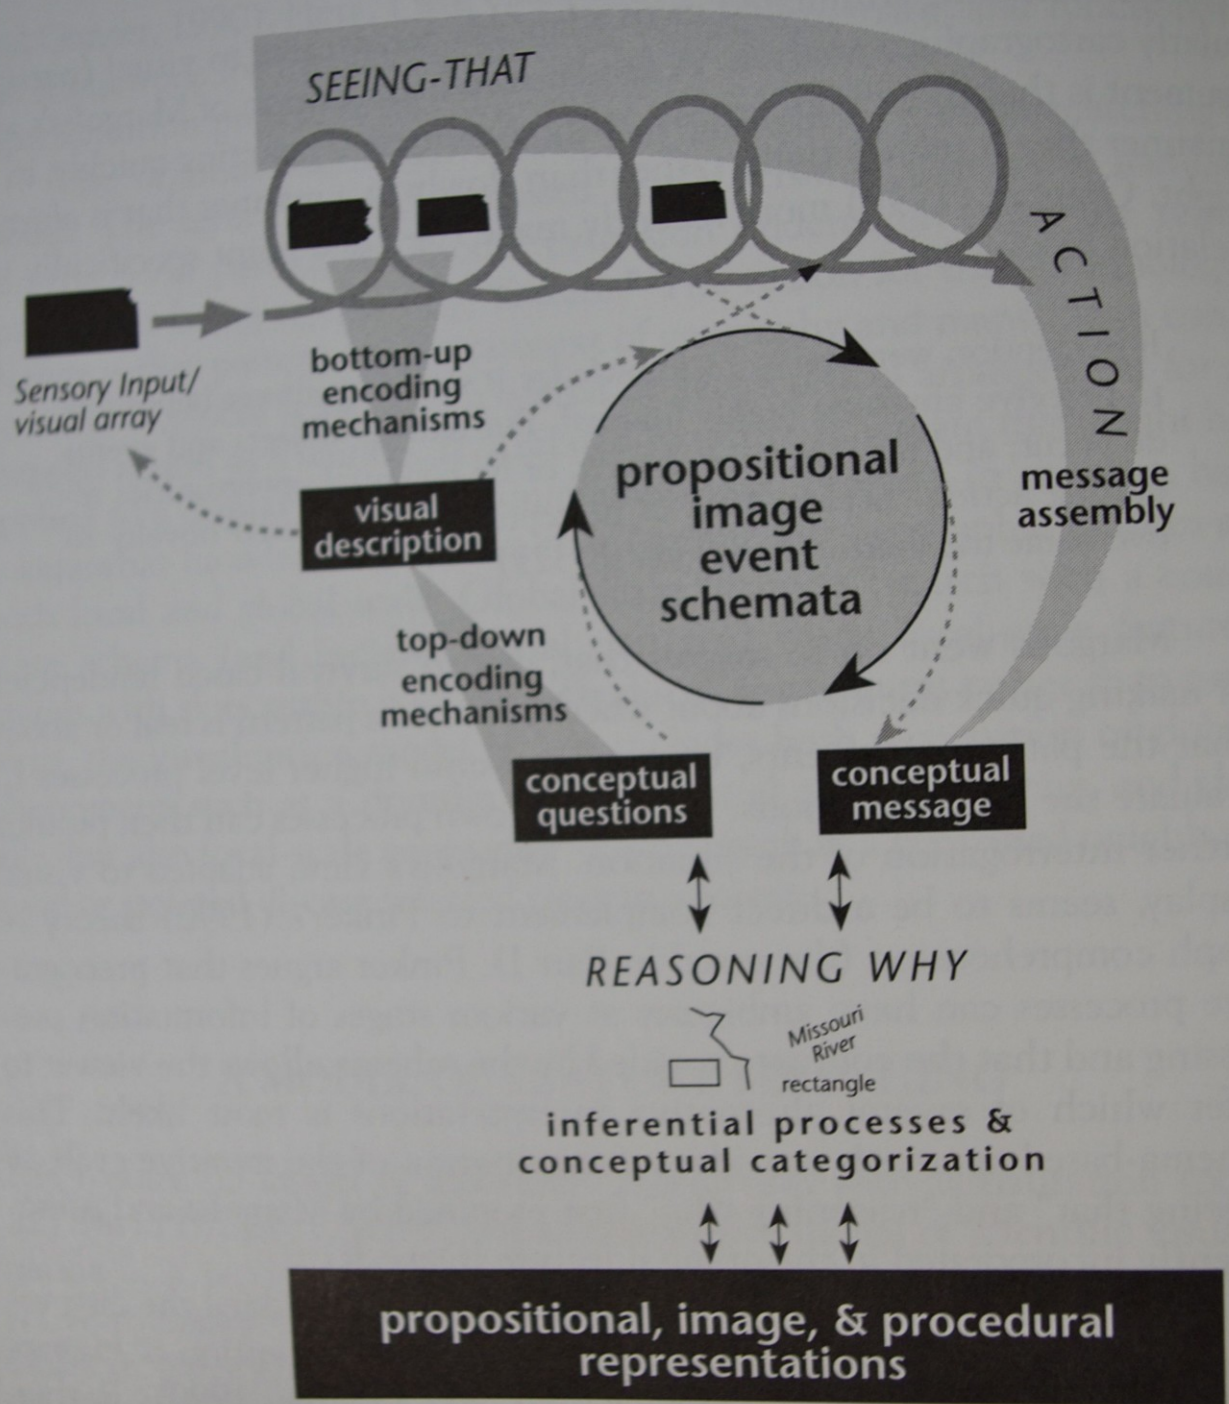 SEEING-THAT
ACTION
Sensory Input/
visual array
bottom-up
encoding
mechanisms
visual
description
propositional
image
event
schemata
message
assembly
top-down
encoding
mechanisms
conceptual
questions
conceptual
message
REASONING WHY
Missouri
River
rectangle
inferential processes &
conceptual categorization
propositional, image, & procedural
representations